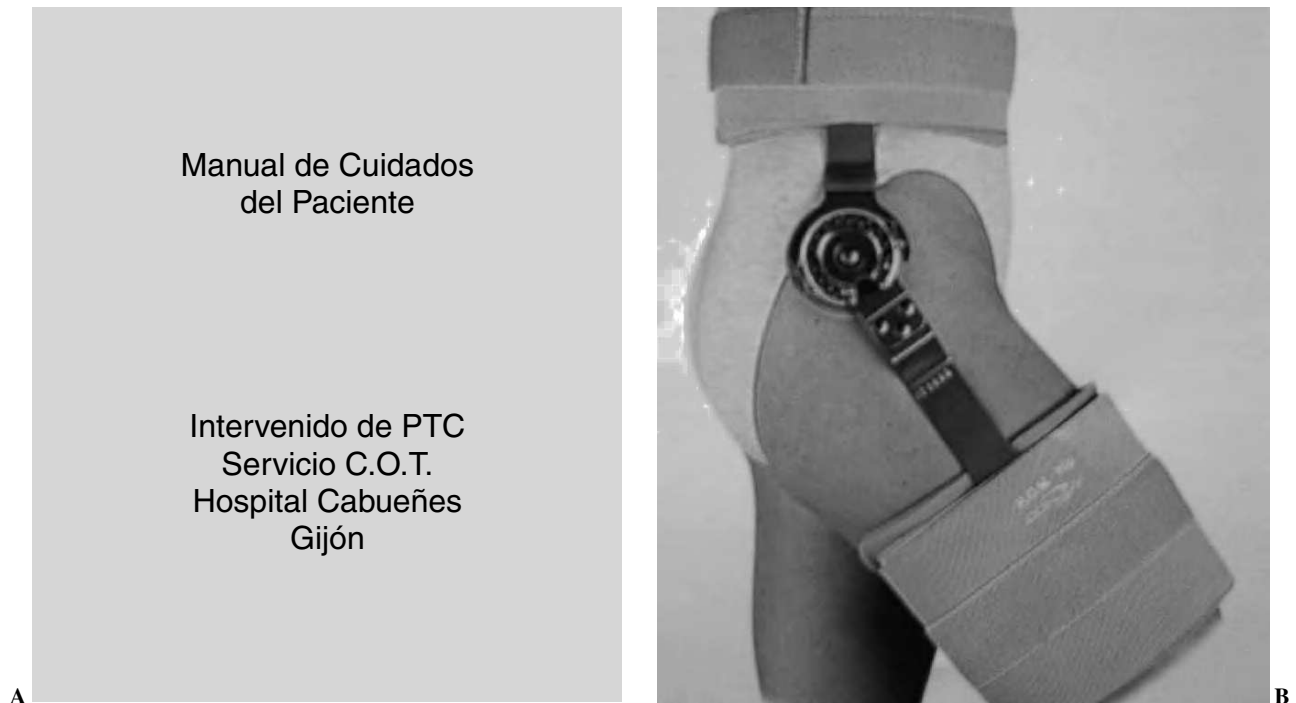 Manual de Cuidados
del Paciente
Intervenido de PTC
Servicio C.O.T.
Hospital Cabueñes
Gijón
A
B